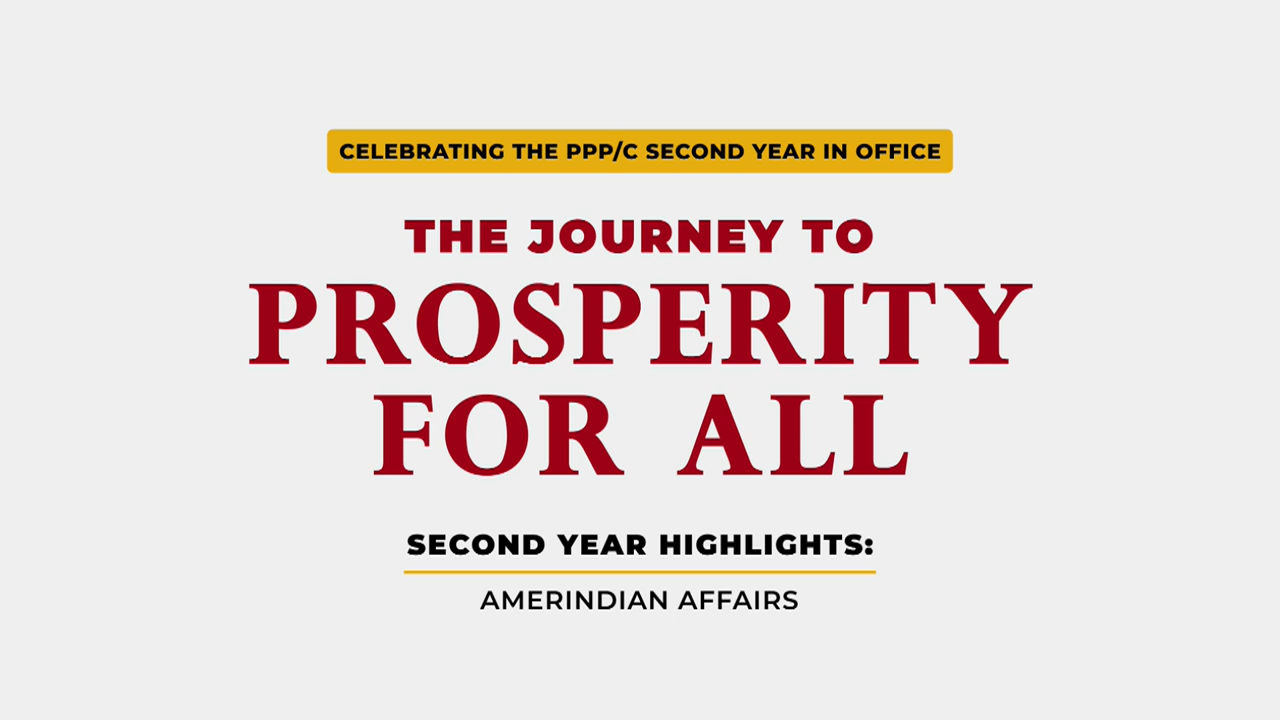 CELEBRATING THE PPP/C SECOND YEAR IN OFFICE
THE JOURNEY TO
PROSPERITY
FOR ALL
SECOND YEAR HIGHLIGHTS:
AMERINDIAN AFFAIRS